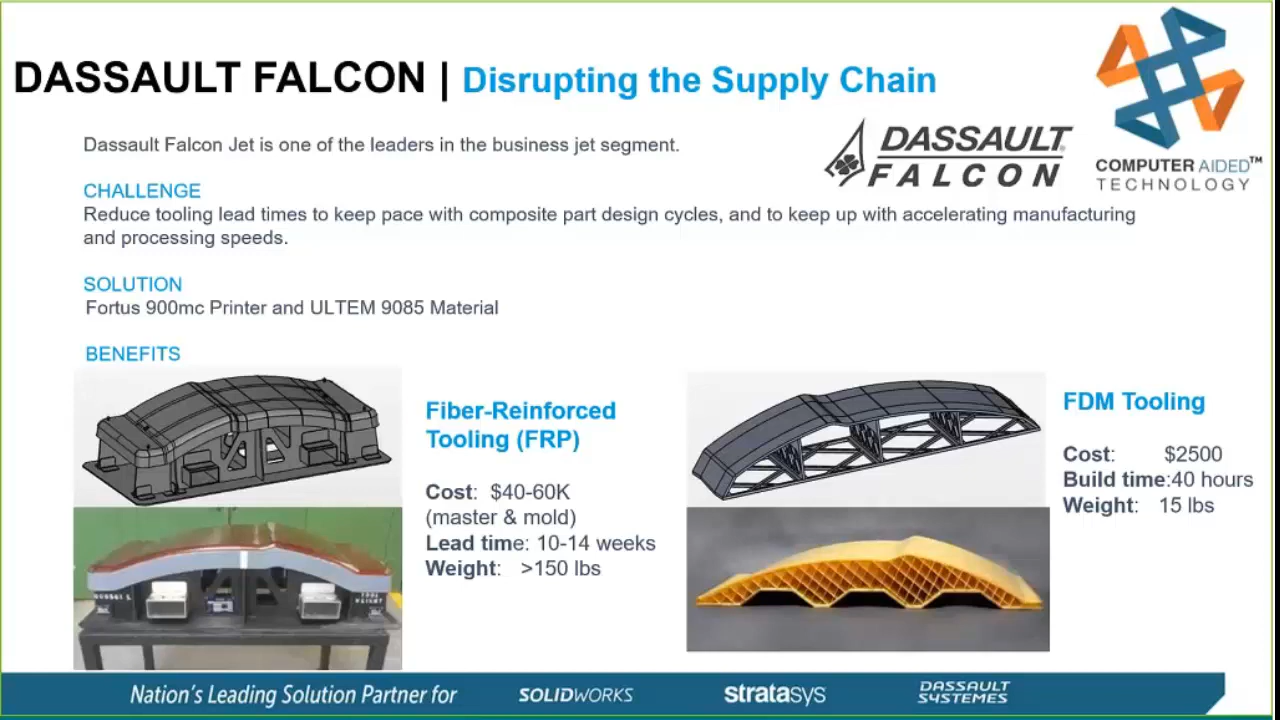 DASSAULT FALCON | Disrupting the Supply Chain
DASSAULT
FALCON
COMPUTER AIDED™
TECHNOLOGY
Dassault Falcon Jet is one of the leaders in the business jet segment.
CHALLENGE
Reduce tooling lead times to keep pace with composite part design cycles, and to keep up with accelerating manufacturing
and processing speeds.
SOLUTION
Fortus 900mc Printer and ULTEM 9085 Material
BENEFITS
Fiber-Reinforced
Tooling (FRP)
Cost: $40-60K
(master & mold)
Lead time: 10-14 weeks
Weight: >150 lbs
FDM Tooling
Cost: $2500
Build time:40 hours
Weight: 15 lbs
Nation's Leading Solution Partner for
SOLIDWORKS
stratasys
DASSAULT
SYSTEMES